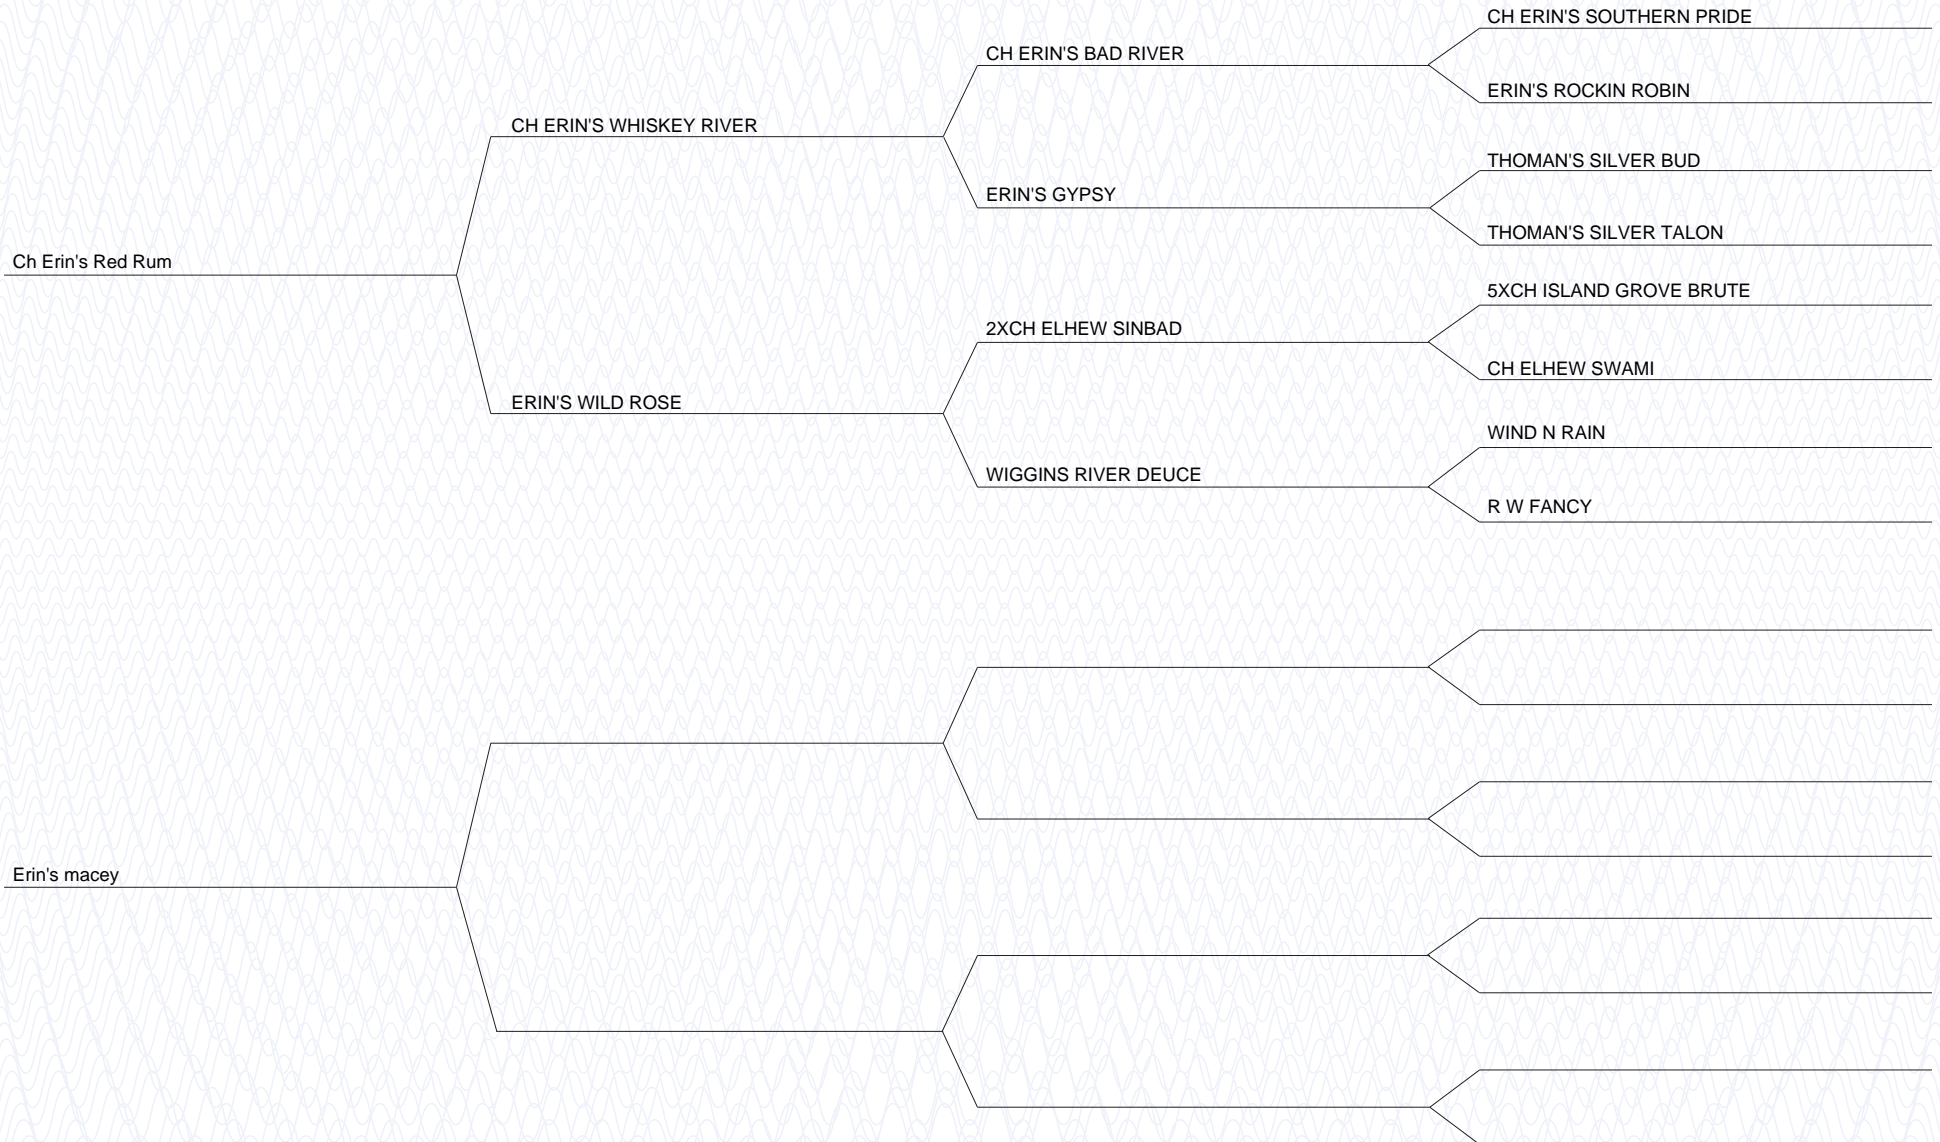 CH ERIN'S SOUTHERN PRIDE
CH ERIN'S BAD RIVER
ERIN'S ROCKIN ROBIN
CH ERIN'S WHISKEY RIVER
THOMAN'S SILVER BUD
ERIN'S GYPSY
THOMAN'S SILVER TALON
Ch Erin's Red Rum
5XCH ISLAND GROVE BRUTE
2XCH ELHEW SINBAD
CH ELHEW SWAMI
ERIN'S WILD ROSE
WIND N RAIN
WIGGINS RIVER DEUCE
R W FANCY
Erin's macey